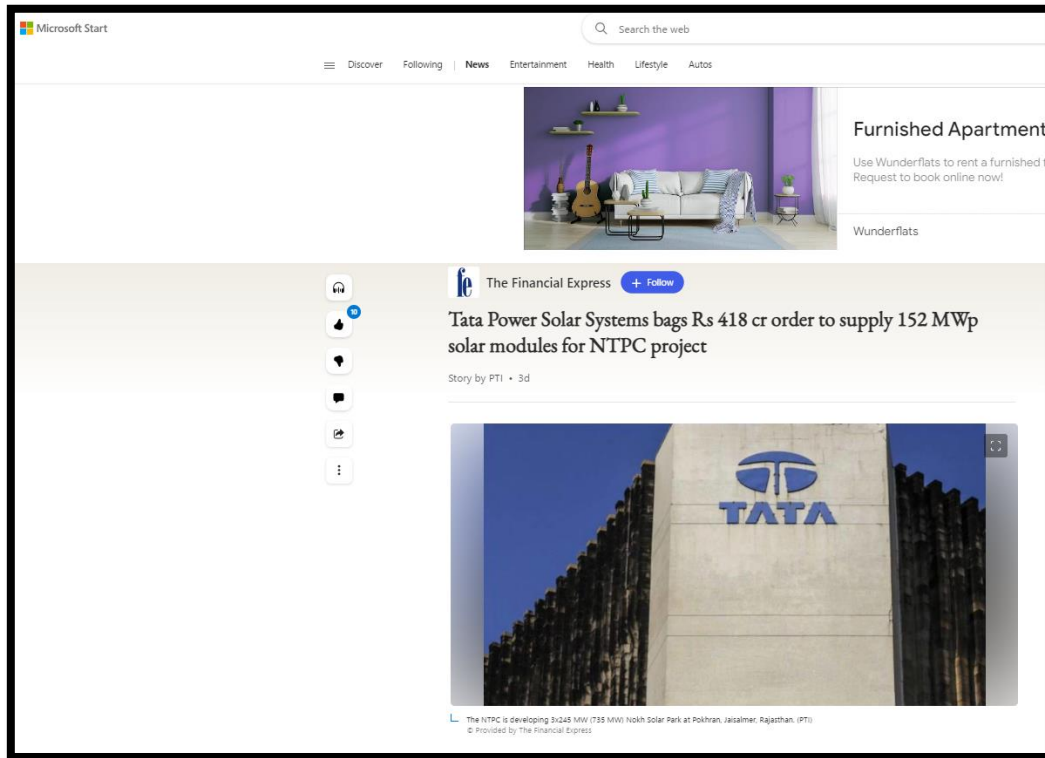 Microsoft Start
Search the web
Discover Following News Entertainment Health Lifestyle Autos
Furnished Apartment
Use Wunderflats to rent a furnished
Request to book online now!
Wunderflats
fe The Financial Express + Follow
10
Tata Power Solar Systems bags Rs 418 cr order to supply 152 MWp
solar modules for NTPC project
Story by PTI • 3d
TATA
The NTPC is developing 3x245 MW (735 MW) Nokh Solar Park at Pokhran, Jaisalmer, Rajasthan. (PTI)
© Provided by The Financial Express